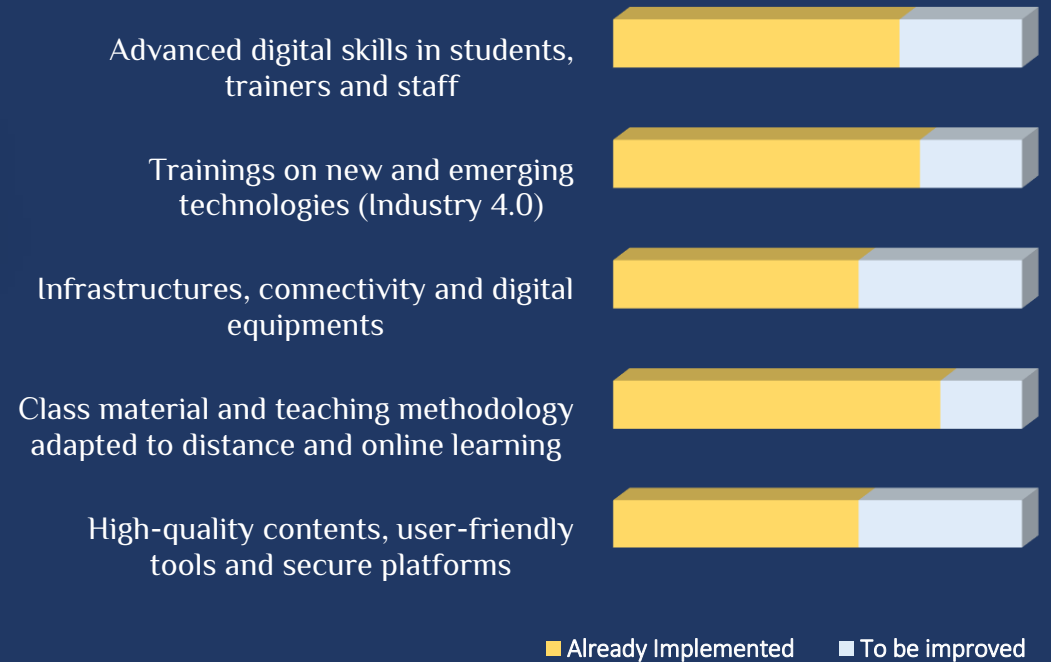 Advanced digital skills in students,
trainers and staff
Trainings on new and emerging
technologies (Industry 4.0)
Infrastructures, connectivity and digital
equipments
Class material and teaching methodology
adapted to distance and online learning
High-quality contents, user-friendly
tools and secure platforms
Already Implemented
To be improved